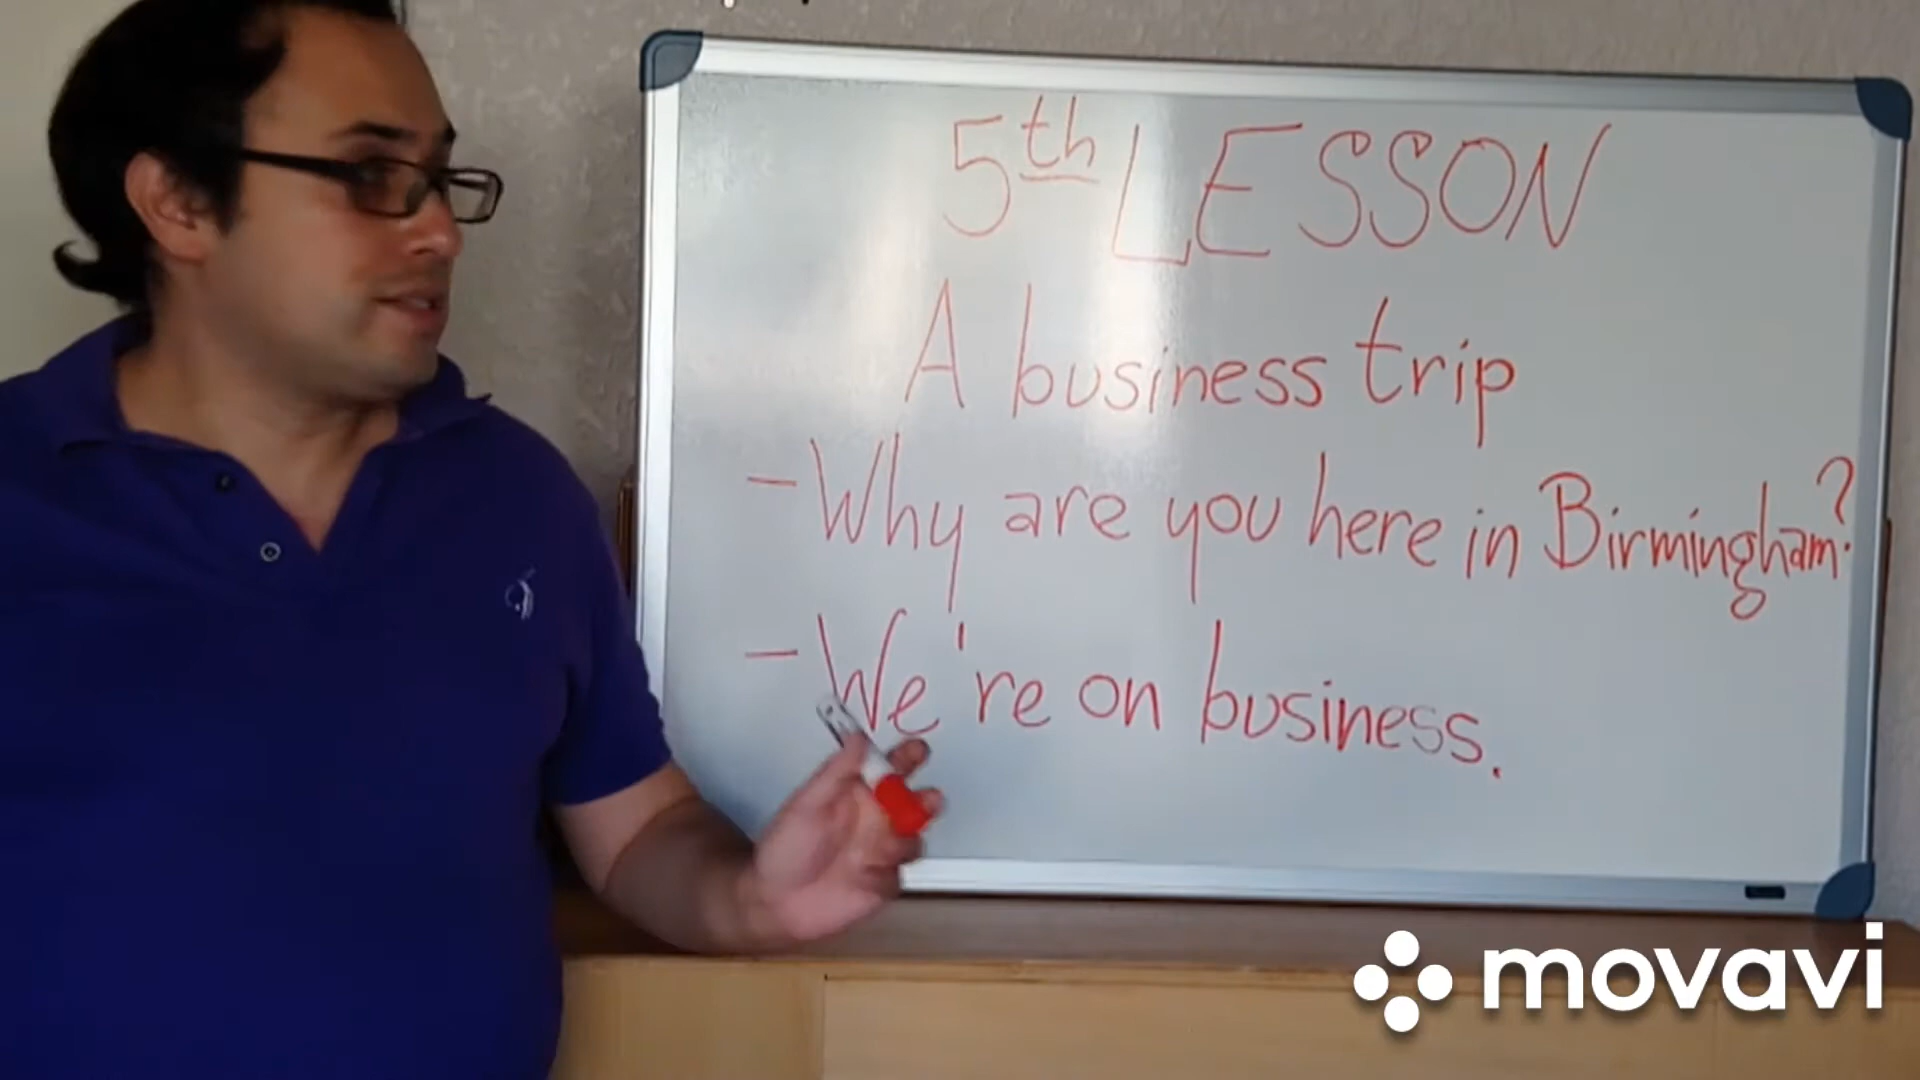 5th LESSON
A business trip
- Why are you here in Birmingham?
- We're on business.
movavi